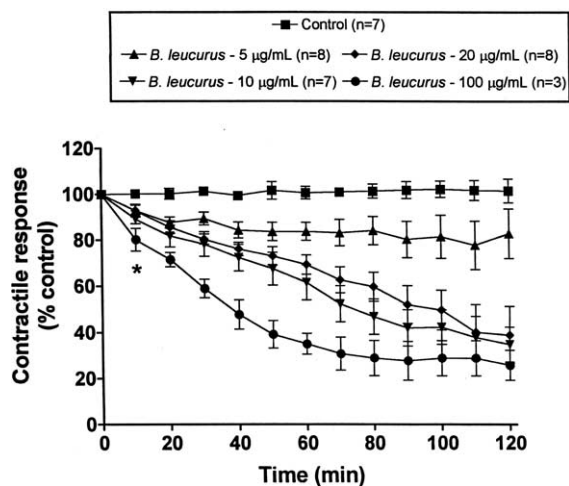 Control (n=7)
B. leucurus - 5 µg/mL (n=8) B. leucurus - 20 µg/mL (n=8)
B. leucurus - 10 µg/mL (n=7) B. leucurus - 100 µg/mL (n=3)
120
100
80
60
40
20
0
Contractile response
(% control)
*
0 20 40 60 80 100 120
Time (min)